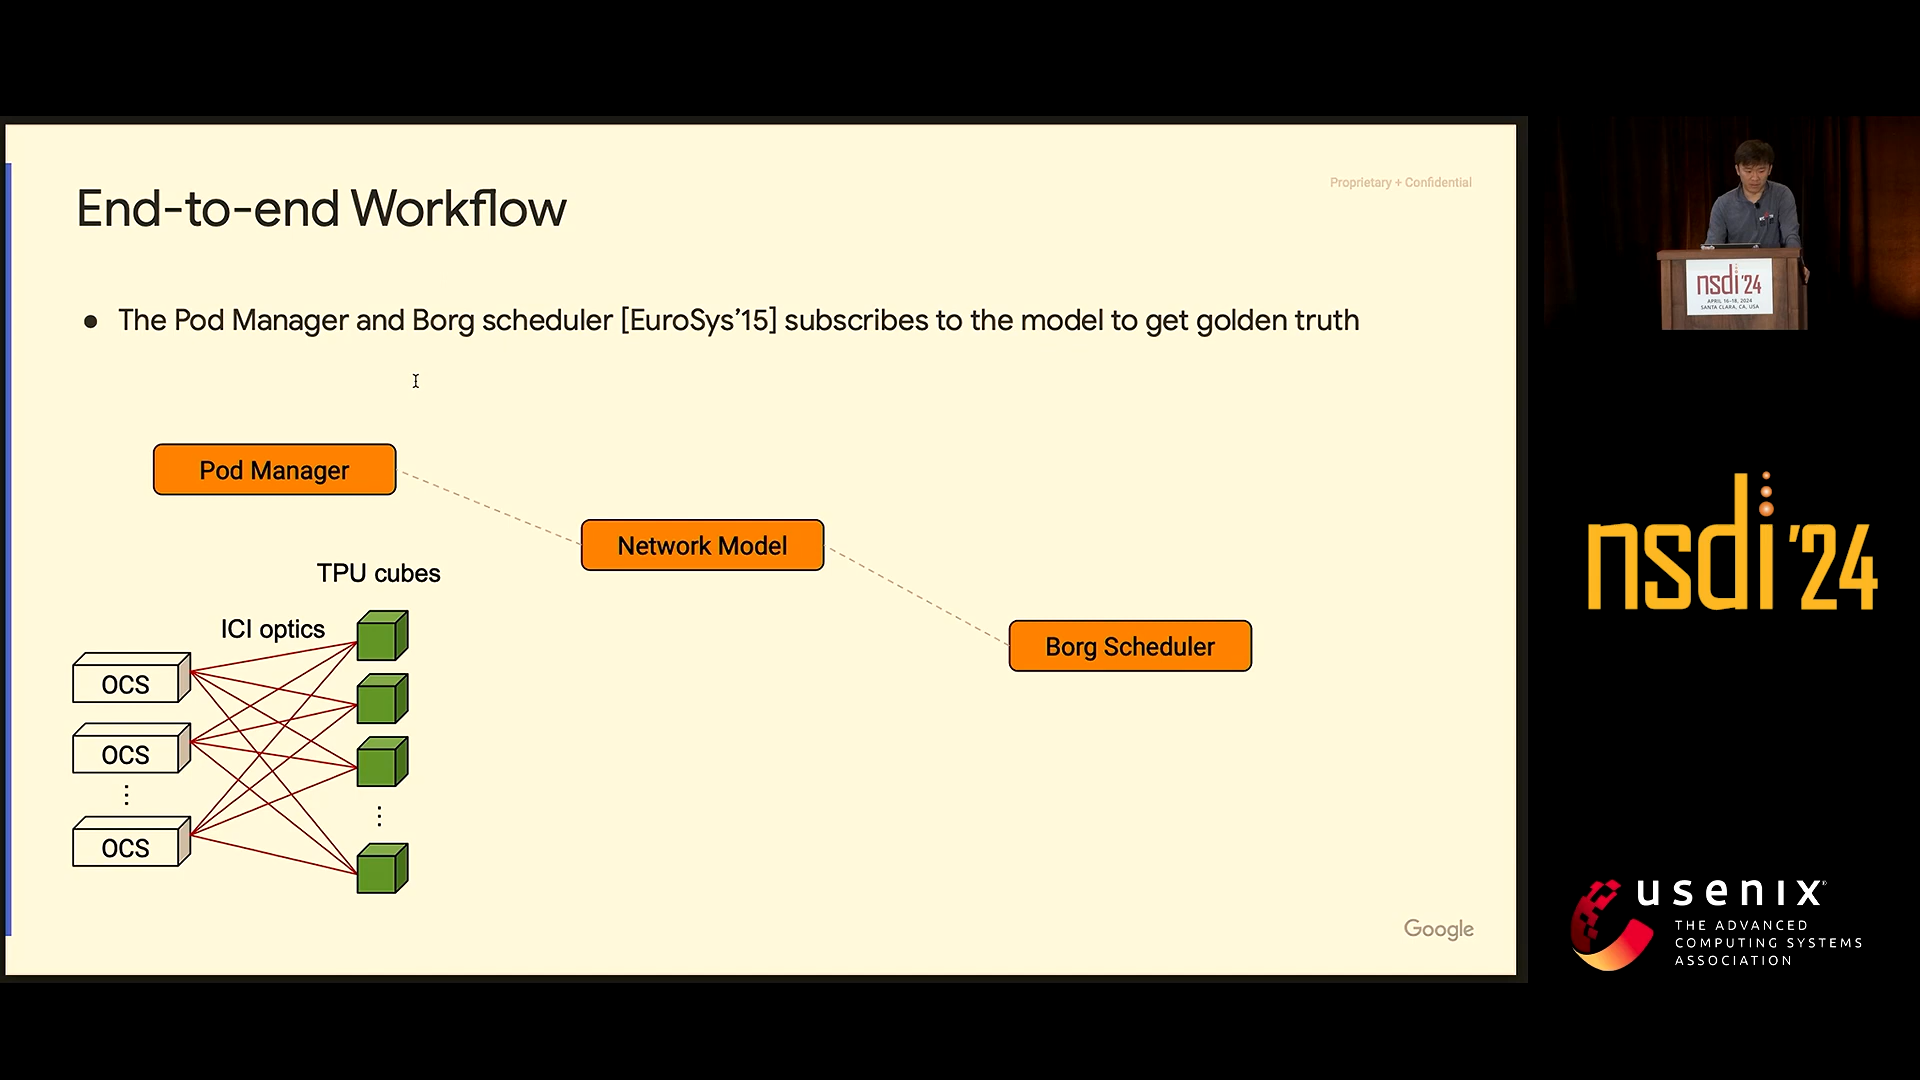 End-to-end Workflow
Proprietary + Confidential
● The Pod Manager and Borg scheduler [EuroSys’15] subscribes to the model to get golden truth
Pod Manager
Network Model
Borg Scheduler
TPU cubes
ICI optics
OCS
OCS
OCS
Google
nsdi '24
APRIL 16–18, 2024
SANTA CLARA, CA, USA
nsdi '24
usenix
THE ADVANCED
COMPUTING SYSTEMS
ASSOCIATION